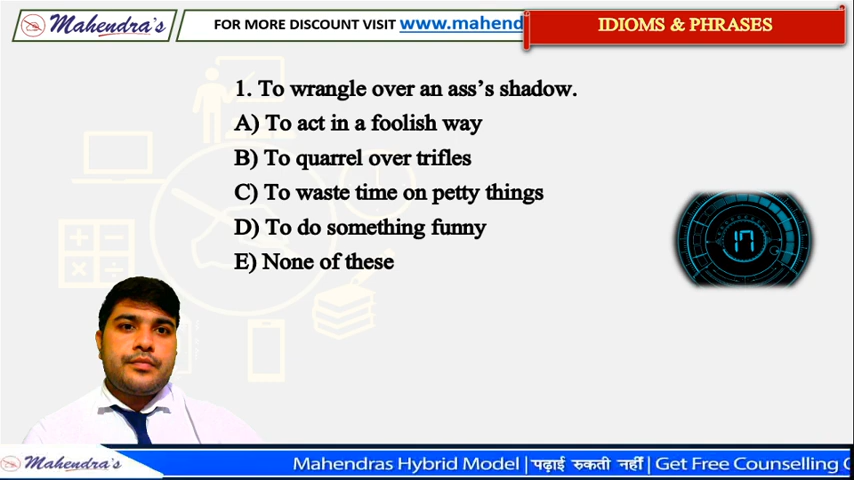 Mahendra's
FOR MORE DISCOUNT VISIT www.mahend
IDIOMS & PHRASES
1. To wrangle over an ass's shadow.
A) To act in a foolish way
B) To quarrel over trifles
C) To waste time on petty things
D) To do something funny
E) None of these
17
Mahendra's
Mahendras Hybrid Model | पढ़ाई रुकती नहीं | Get Free Counselling